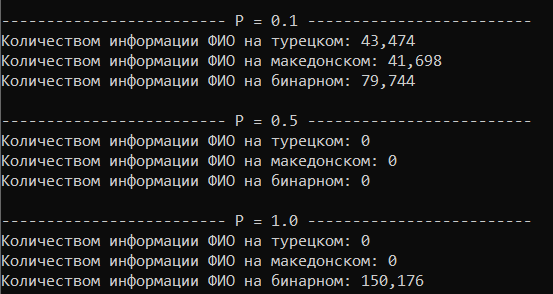 ------------------------- P = 0.1 -------------------------
Количеством информации ФИО на турецком: 43,474
Количеством информации ФИО на македонском: 41,698
Количеством информации ФИО на бинарном: 79,744
------------------------- P = 0.5 -------------------------
Количеством информации ФИО на турецком: 0
Количеством информации ФИО на македонском: 0
Количеством информации ФИО на бинарном: 0
------------------------- P = 1.0 -------------------------
Количеством информации ФИО на турецком: 0
Количеством информации ФИО на македонском: 0
Количеством информации ФИО на бинарном: 150,176